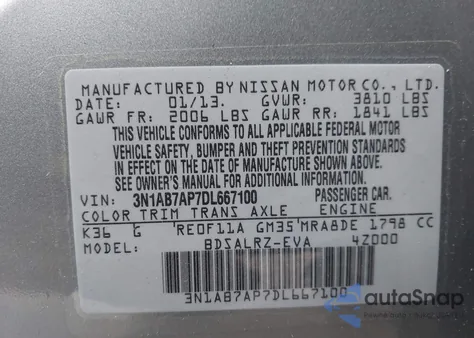 MANUFACTURED BY NISSAN MOTOR CO., LTD.
DATE: 01/13. GVWR: 3810 LBS
GAWR FR: 2006 LBS GAWR RR: 1841 LBS
THIS VEHICLE CONFORMS TO ALL APPLICABLE FEDERAL MOTOR
VEHICLE SAFETY, BUMPER AND THEFT PREVENTION STANDARDS
IN EFFECT ON THE DATE OF MANUFACTURE SHOWN ABOVE.
SEE OWNER'S MANUAL FOR ADDITIONAL INFORMATION.
VIN: 3N1AB7AP7DL667100 PASSENGER CAR.
COLOR TRIM TRANS AXLE ENGINE
K36 G RE0F11A GM35 MRA8DE 1798 CC
MODEL: BDSALRZ-EVA 4Z000
3N1AB7AP7DL667100
autoSnap